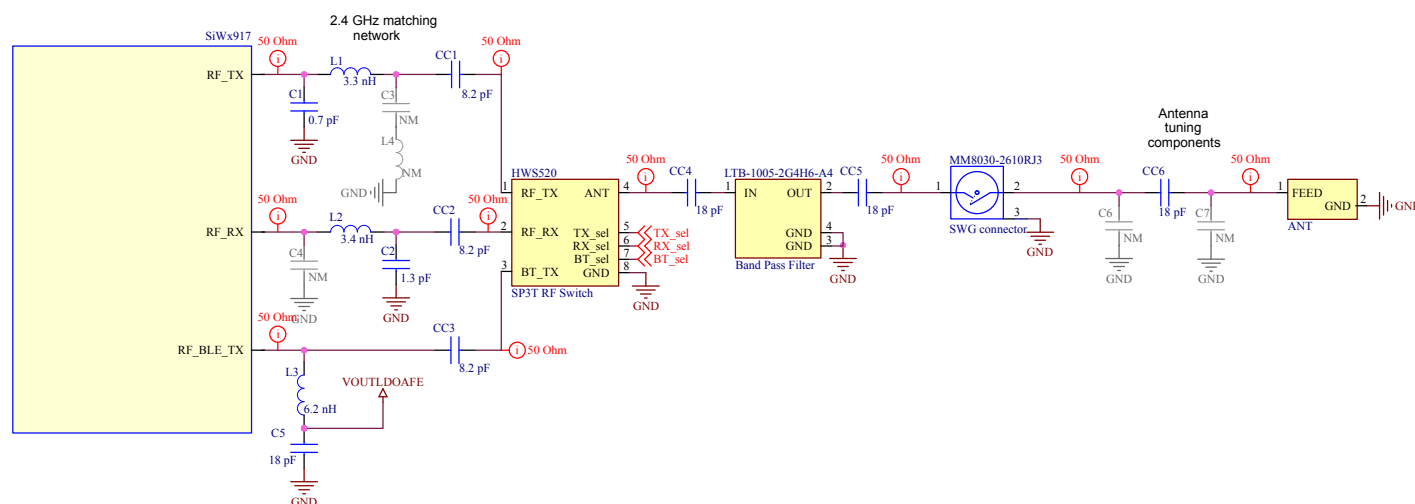 2.4 GHz matching
network
SiWx917
50 Ohm
i
L1
3.3 nH
CC1
8.2 pF
50 Ohm
i
RF_TX
C1
0.7 pF
GND
C3
NM
L4
NM
GND
RF_RX
50 Ohm
i
L2
3.4 nH
CC2
8.2 pF
50 Ohm
i
C4
NM
GND
C2
1.3 pF
GND
RF_BLE_TX
50 Ohm
i
CC3
8.2 pF
i
50 Ohm
L3
6.2 nH
VOUTLDOAFE
C5
18 pF
GND
HWS520
1
RF_TX
ANT
4
2
RF_RX
TX_sel
5
TX_sel
RX_sel
6
RX_sel
3
BT_TX
BT_sel
7
BT_sel
GND
8
SP3T RF Switch
GND
50 Ohm
i
CC4
18 pF
LTB-1005-2G4H6-A4
1
IN
OUT
2
GND
4
GND
3
Band Pass Filter
GND
CC5
18 pF
50 Ohm
i
MM8030-2610RJ3
1
2
3
SWG connector
GND
50 Ohm
i
Antenna
tuning
components
CC6
18 pF
C6
NM
GND
C7
NM
GND
50 Ohm
i
1
FEED
GND
2
GND
ANT